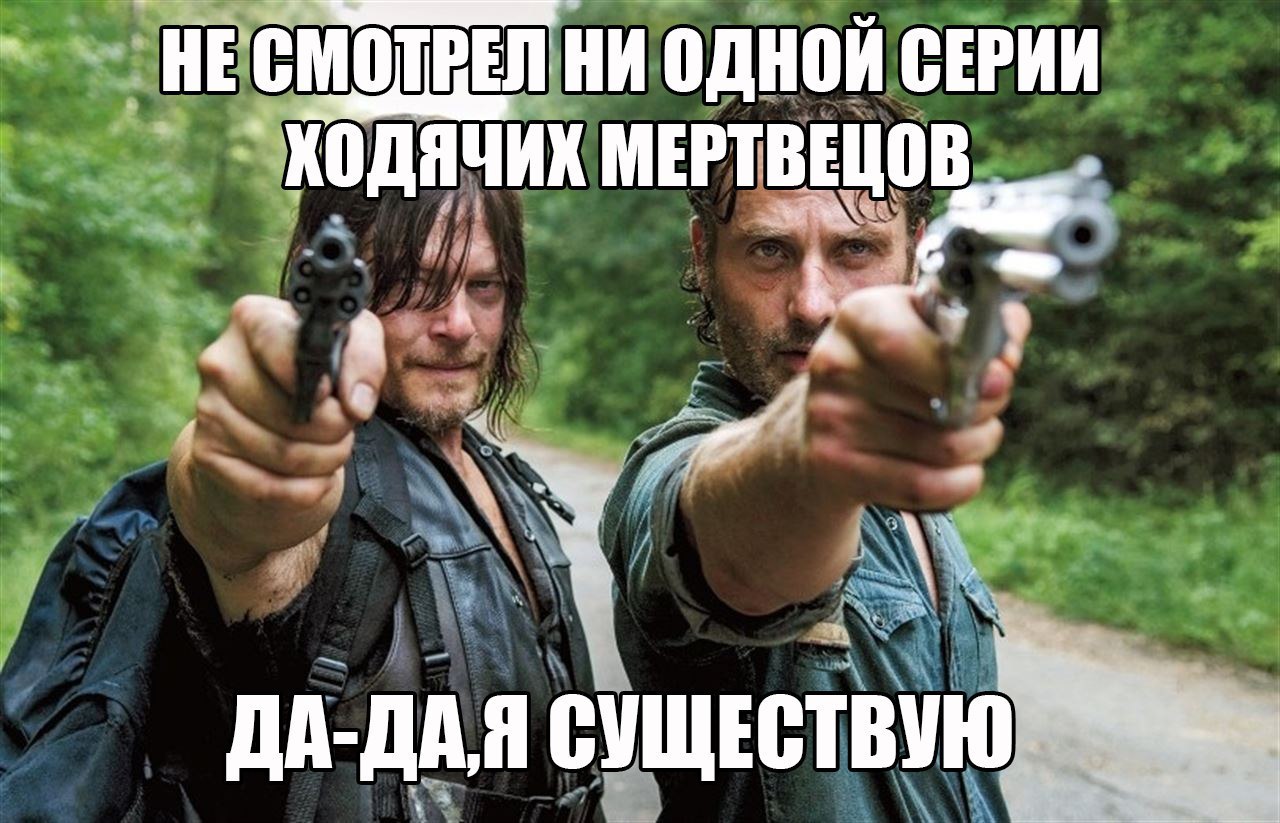 НЕ СМОТРЕЛ НИ ОДНОЙ СЕРИИ
ХОДЯЧИХ МЕРТВЕЦОВ
ДА-ДА,Я СУЩЕСТВУЮ